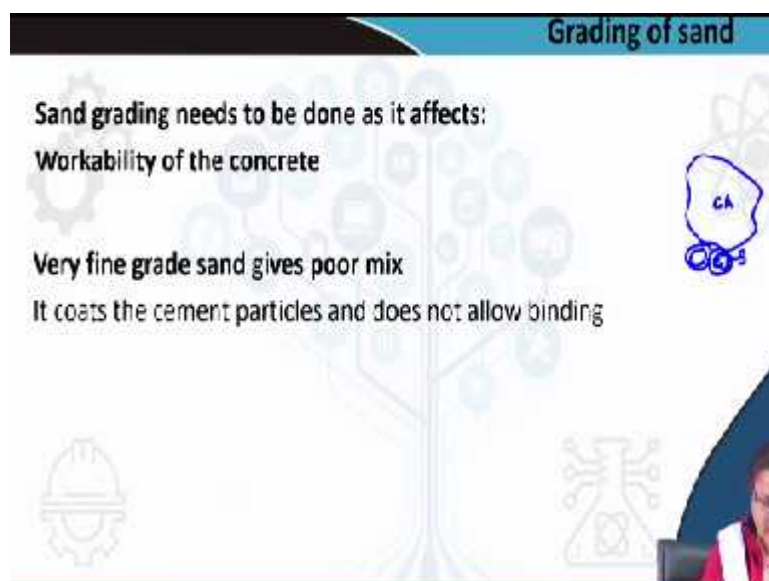 Grading of sand
Sand grading needs to be done as it affects:
Workability of the concrete
CA
Very fine grade sand gives poor mix
It coats the cement particles and does not allow binding